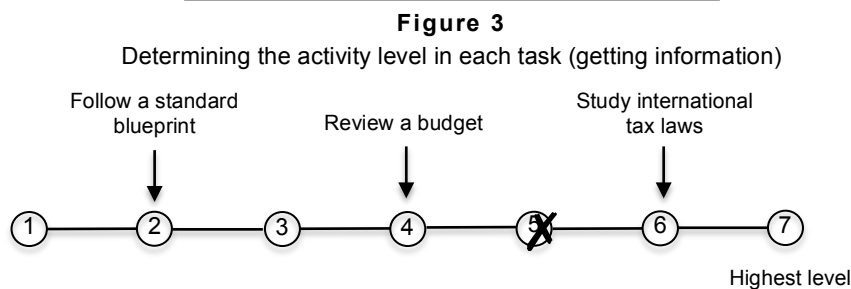 Figure 3
Determining the activity level in each task (getting information)
Follow a standard
blueprint
Review a budget
Study international
tax laws
1 2 3 4 5 6 7
Highest level